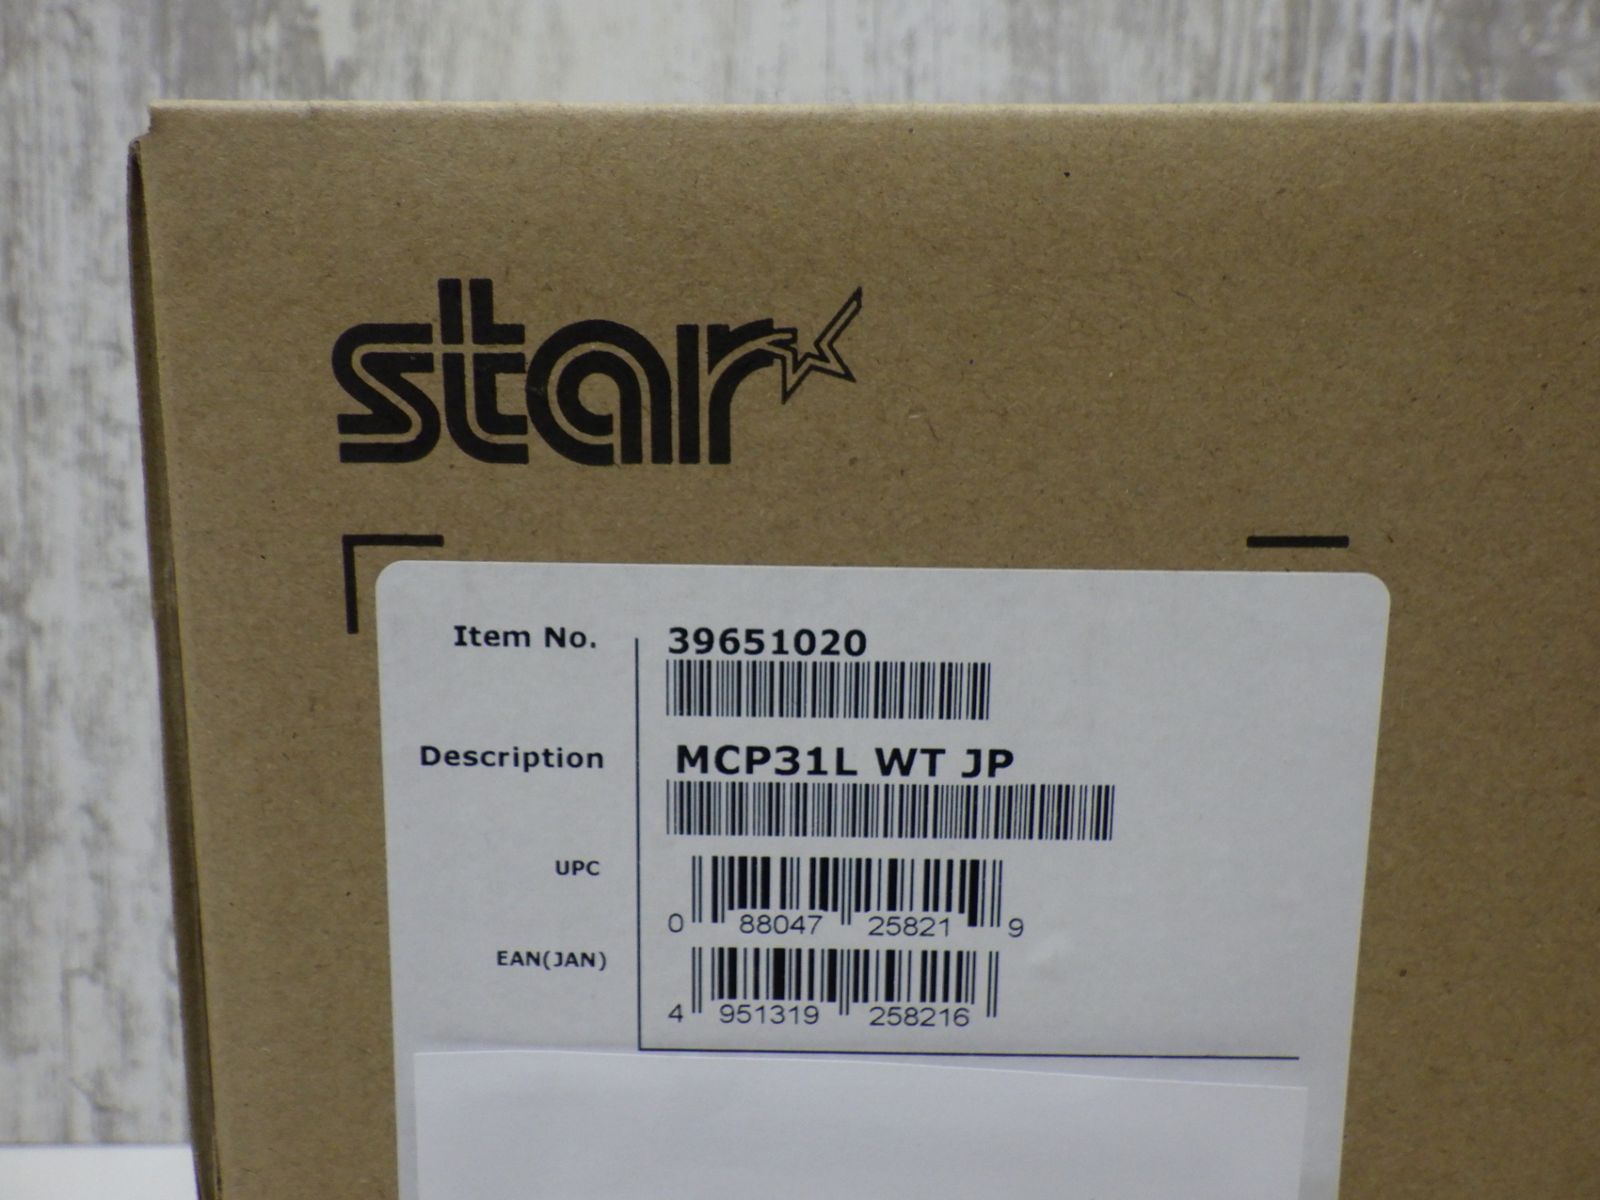 star
Item No. 39651020
Description MCP31L WT JP
UPC
0 88047 25821 9
EAN(JAN)
4 951319 258216